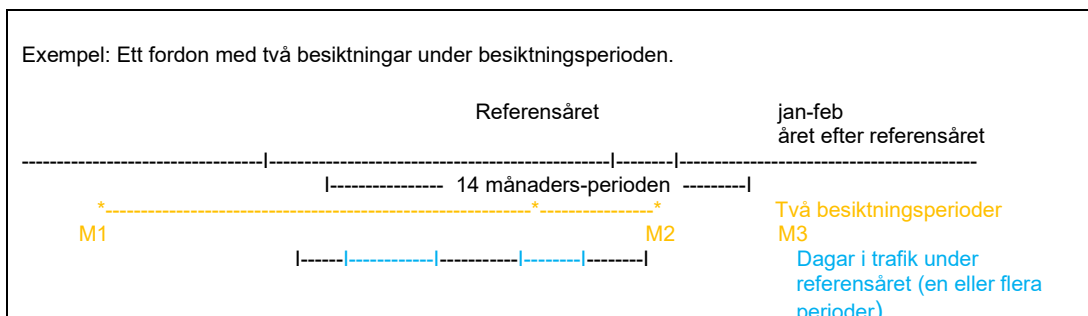 Exempel: Ett fordon med två besiktningar under besiktningsperioden.
Referensåret jan-feb
året efter referensåret
---------------------------------I-----------------------------------------------I--------I-----------------------------------------
I---------------- 14 månaders-perioden ---------I
*-----------------------------------------------------------*----------------* Två besiktningsperioder
M1 M2 M3
I------I------------I-----------I--------I--------I Dagar i trafik under
referensåret (en eller flera
perioder)